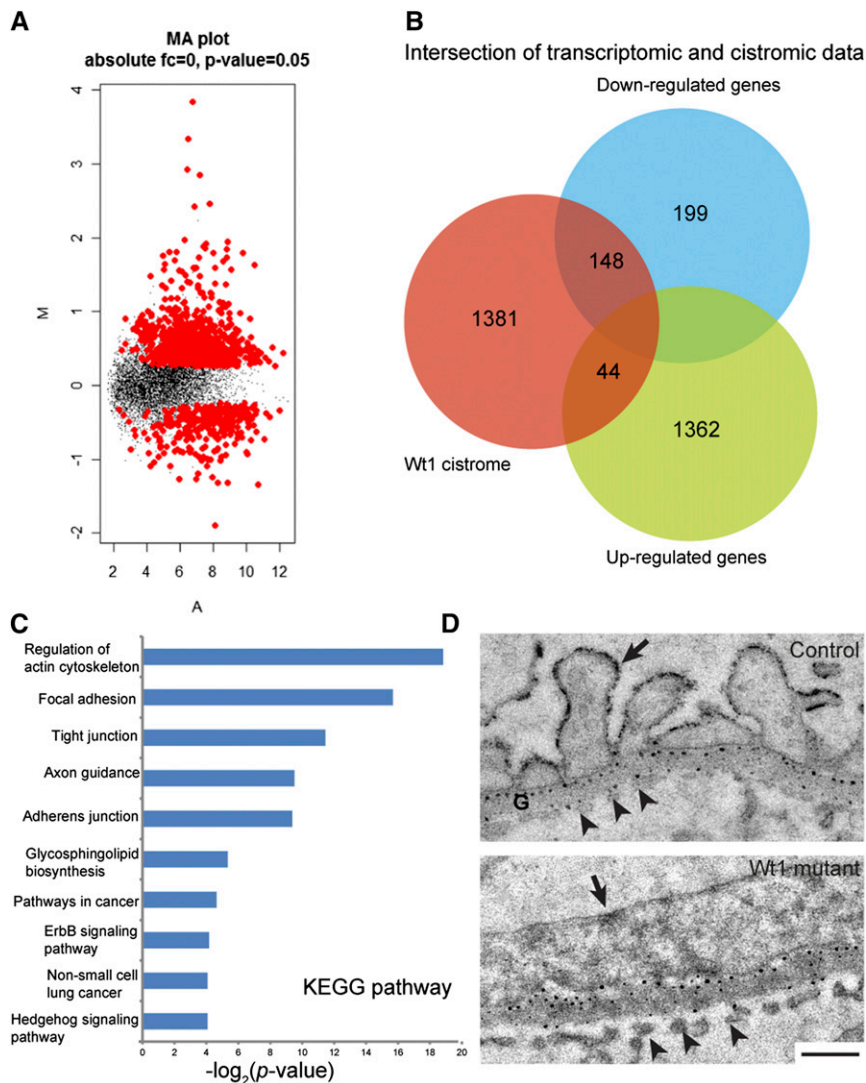 A
MA plot
absolute fc=0, p-value=0.05
4
3
2
1
0
-1
-2
M
2 4 6 8 10 12
A
B
Intersection of transcriptomic and cistromic data
Down-regulated genes
199
148
1381
44
1362
Wt1 cistrome
Up-regulated genes
C
Regulation of
actin cytoskeleton
Focal adhesion
Tight junction
Axon guidance
Adherens junction
Glycosphingolipid
biosynthesis
Pathways in cancer
ErbB signaling
pathway
Non-small cell
lung cancer
Hedgehog signaling
pathway
KEGG pathway
0 2 4 6 8 10 12 14 16 18 20
-log2(p-value)
D
Control
G
Wt1 mutant